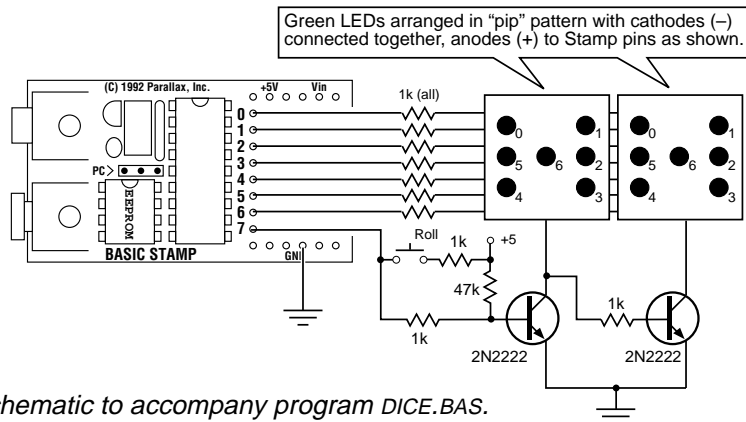 Green LEDs arranged in “pip” pattern with cathodes (–)
connected together, anodes (+) to Stamp pins as shown.
(C) 1992 Parallax, Inc.
+5V
Vin
1k (all)
0
1
2
3
4
5
6
7
PC>
EEPROM
BASIC STAMP
GND
0
1
5
6
2
4
3
0
1
5
6
2
4
3
Roll
1k
+5
47k
1k
1k
2N2222
2N2222
chematic to accompany program DICE.BAS.